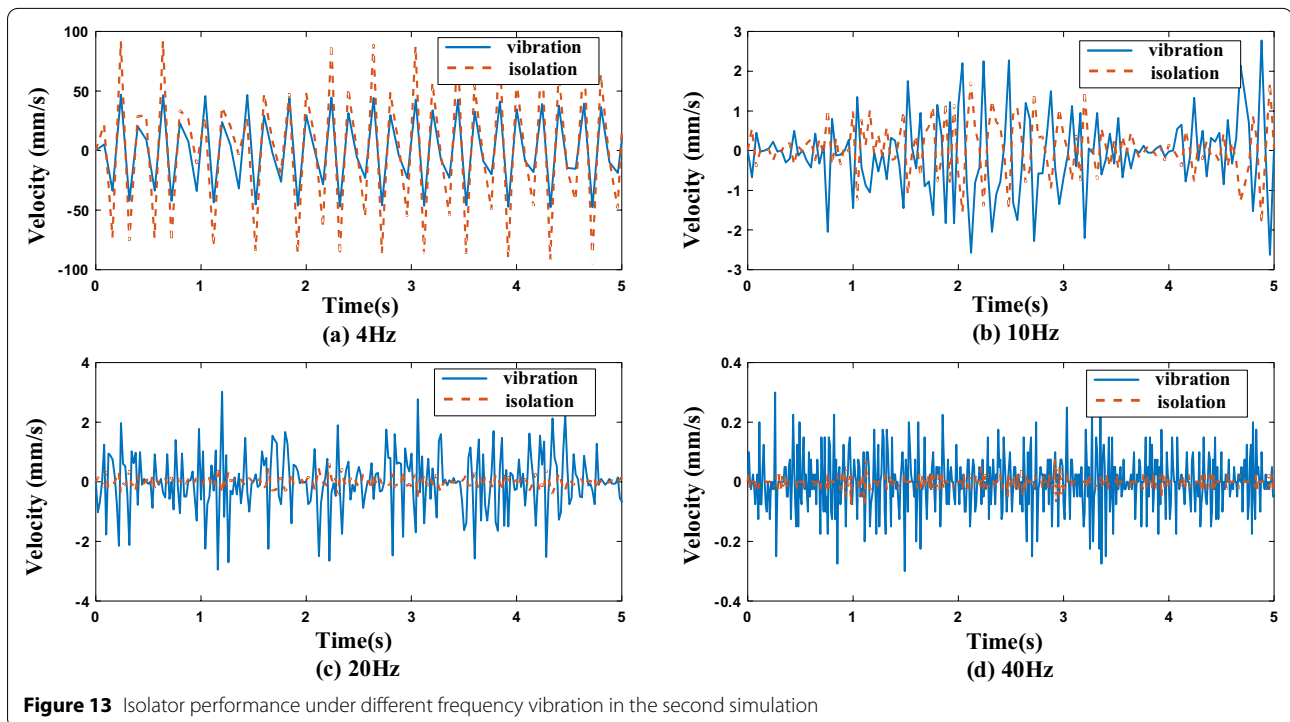 100
50
0
-50
-100
Velocity (mm/s)
vibration
isolation
0 1 2 3 4 5
Time(s)
(a) 4Hz
3
2
1
0
-1
-2
-3
Velocity (mm/s)
vibration
isolation
0 1 2 3 4 5
Time(s)
(b) 10Hz
4
2
0
-2
-4
Velocity (mm/s)
vibration
isolation
0 1 2 3 4 5
Time(s)
(c) 20Hz
0.4
0.2
0
-0.2
-0.4
Velocity (mm/s)
vibration
isolation
0 1 2 3 4 5
Time(s)
(d) 40Hz
Figure 13 Isolator performance under different frequency vibration in the second simulation